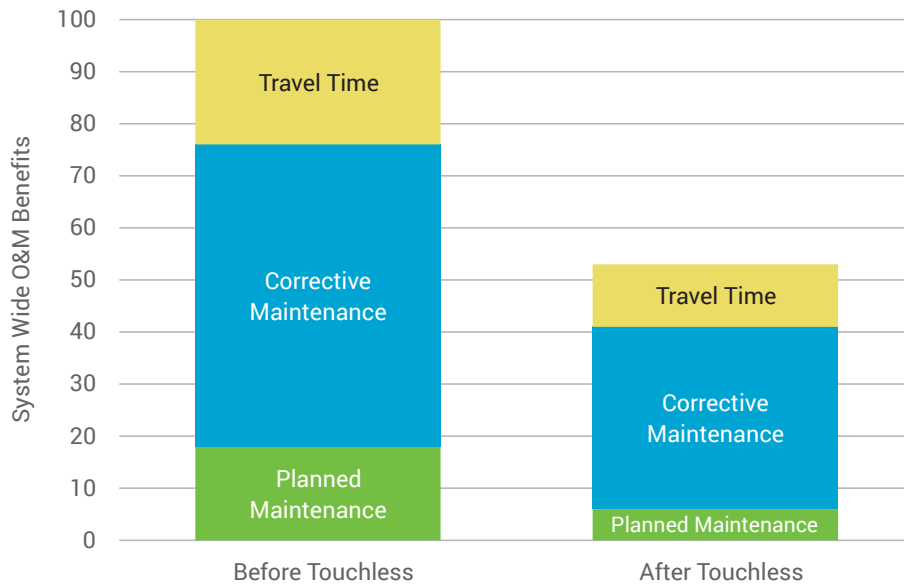 System Wide O&M Benefits
100
90
80
70
60
50
40
30
20
10
0
Travel Time
Corrective
Maintenance
Planned
Maintenance
Travel Time
Corrective
Maintenance
Planned Maintenance
Before Touchless
After Touchless